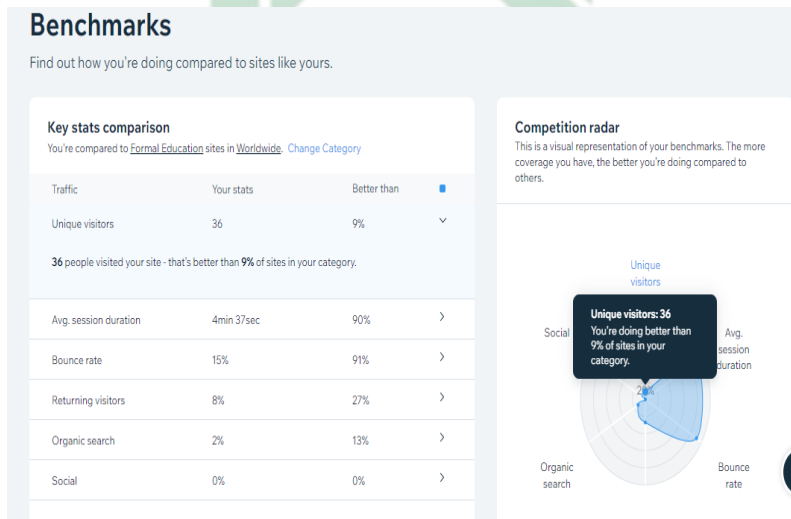 Benchmarks
Find out how you're doing compared to sites like yours.
Key stats comparison
You're compared to Formal Education sites in Worldwide. Change Category
Traffic Your stats Better than
Unique visitors 36 9%
36 people visited your site - that's better than 9% of sites in your category.
Avg. session duration 4min 37sec 90%
Bounce rate 15% 91%
Returning visitors 8% 27%
Organic search 2% 13%
Social 0% 0%
Competition radar
This is a visual representation of your benchmarks. The more
coverage you have, the better you're doing compared to
others.
Unique
visitors
Unique visitors: 36
You're doing better than
9% of sites in your
category.
Social
Avg.
session
duration
Organic
search
Bounce
rate